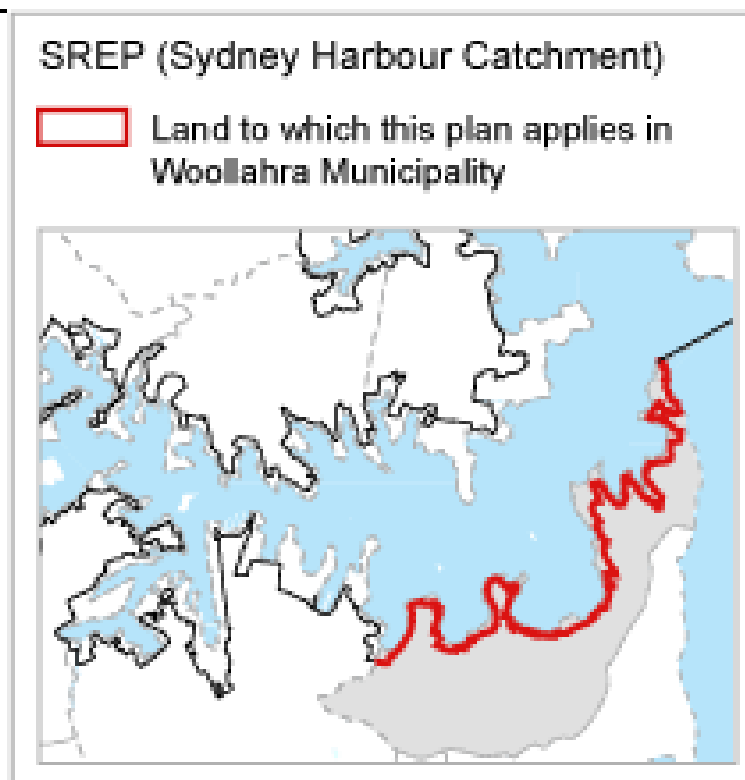 SREP (Sydney Harbour Catchment)
Land to which this plan applies in
Woollahra Municipality